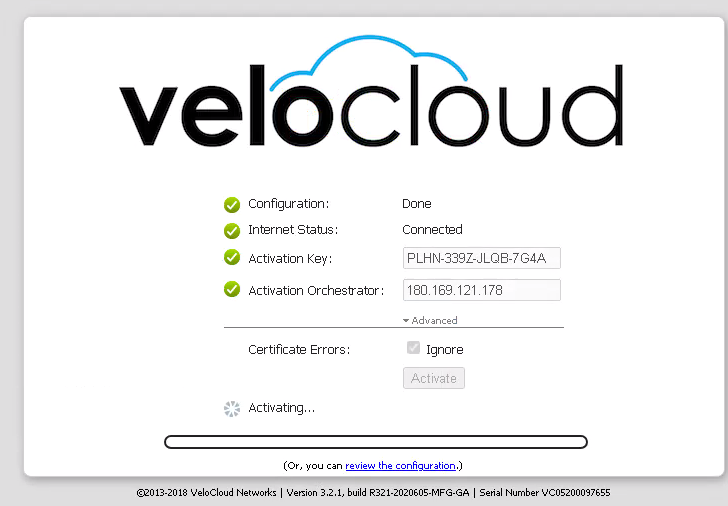 velocloud
Configuration: Done
Internet Status: Connected
Activation Key: PLHN-339Z-JLQB-7G4A
Activation Orchestrator: 180.169.121.178
Advanced
Certificate Errors: Ignore
Activate
Activating...
(Or, you can review the configuration.)
©2013-2018 VeloCloud Networks | Version 3.2.1, build R321-2020605-MFG-GA | Serial Number VC05200097655